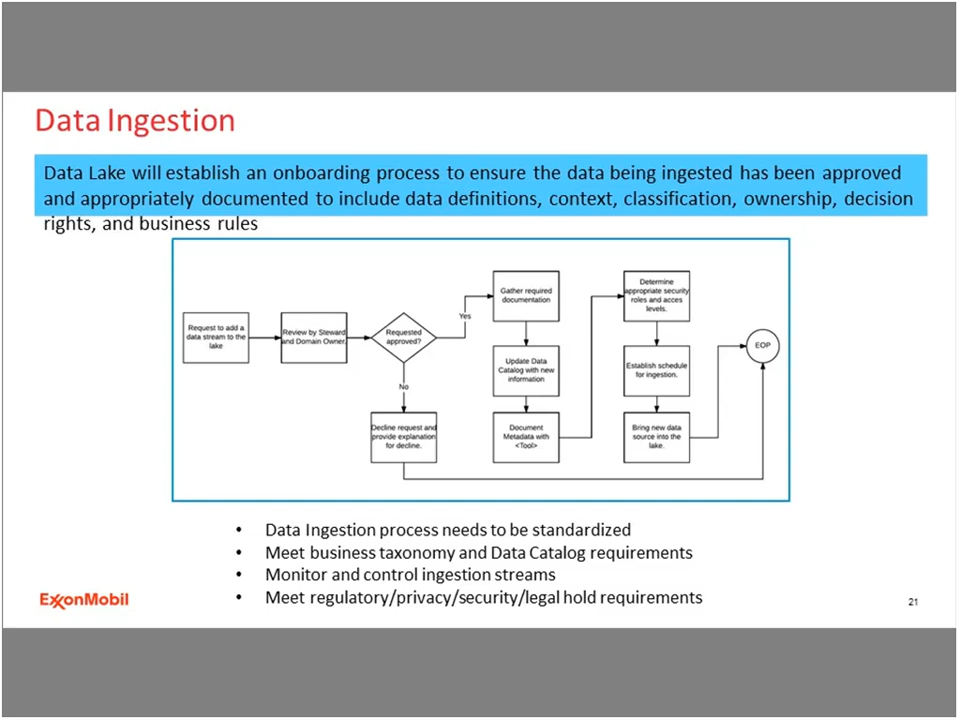 Data Ingestion
Data Lake will establish an onboarding process to ensure the data being ingested has been approved
and appropriately documented to include data definitions, context, classification, ownership, decision
rights, and business rules
Request to add a
data stream to the
lake
Review by Steward
and Domain Owner.
Requested
approved?
Yes
No
Decline request and
provide explanation
for decline.
Gather required
documentation
Update Data
Catalog with new
information
Document
Metadata with
<Tool>
Determine
appropriate security
roles and acces
levels.
Establish schedule
for ingestion.
Bring new data
source into the
lake.
EOP
• Data Ingestion process needs to be standardized
• Meet business taxonomy and Data Catalog requirements
• Monitor and control ingestion streams
• Meet regulatory/privacy/security/legal hold requirements
ExxonMobil
21